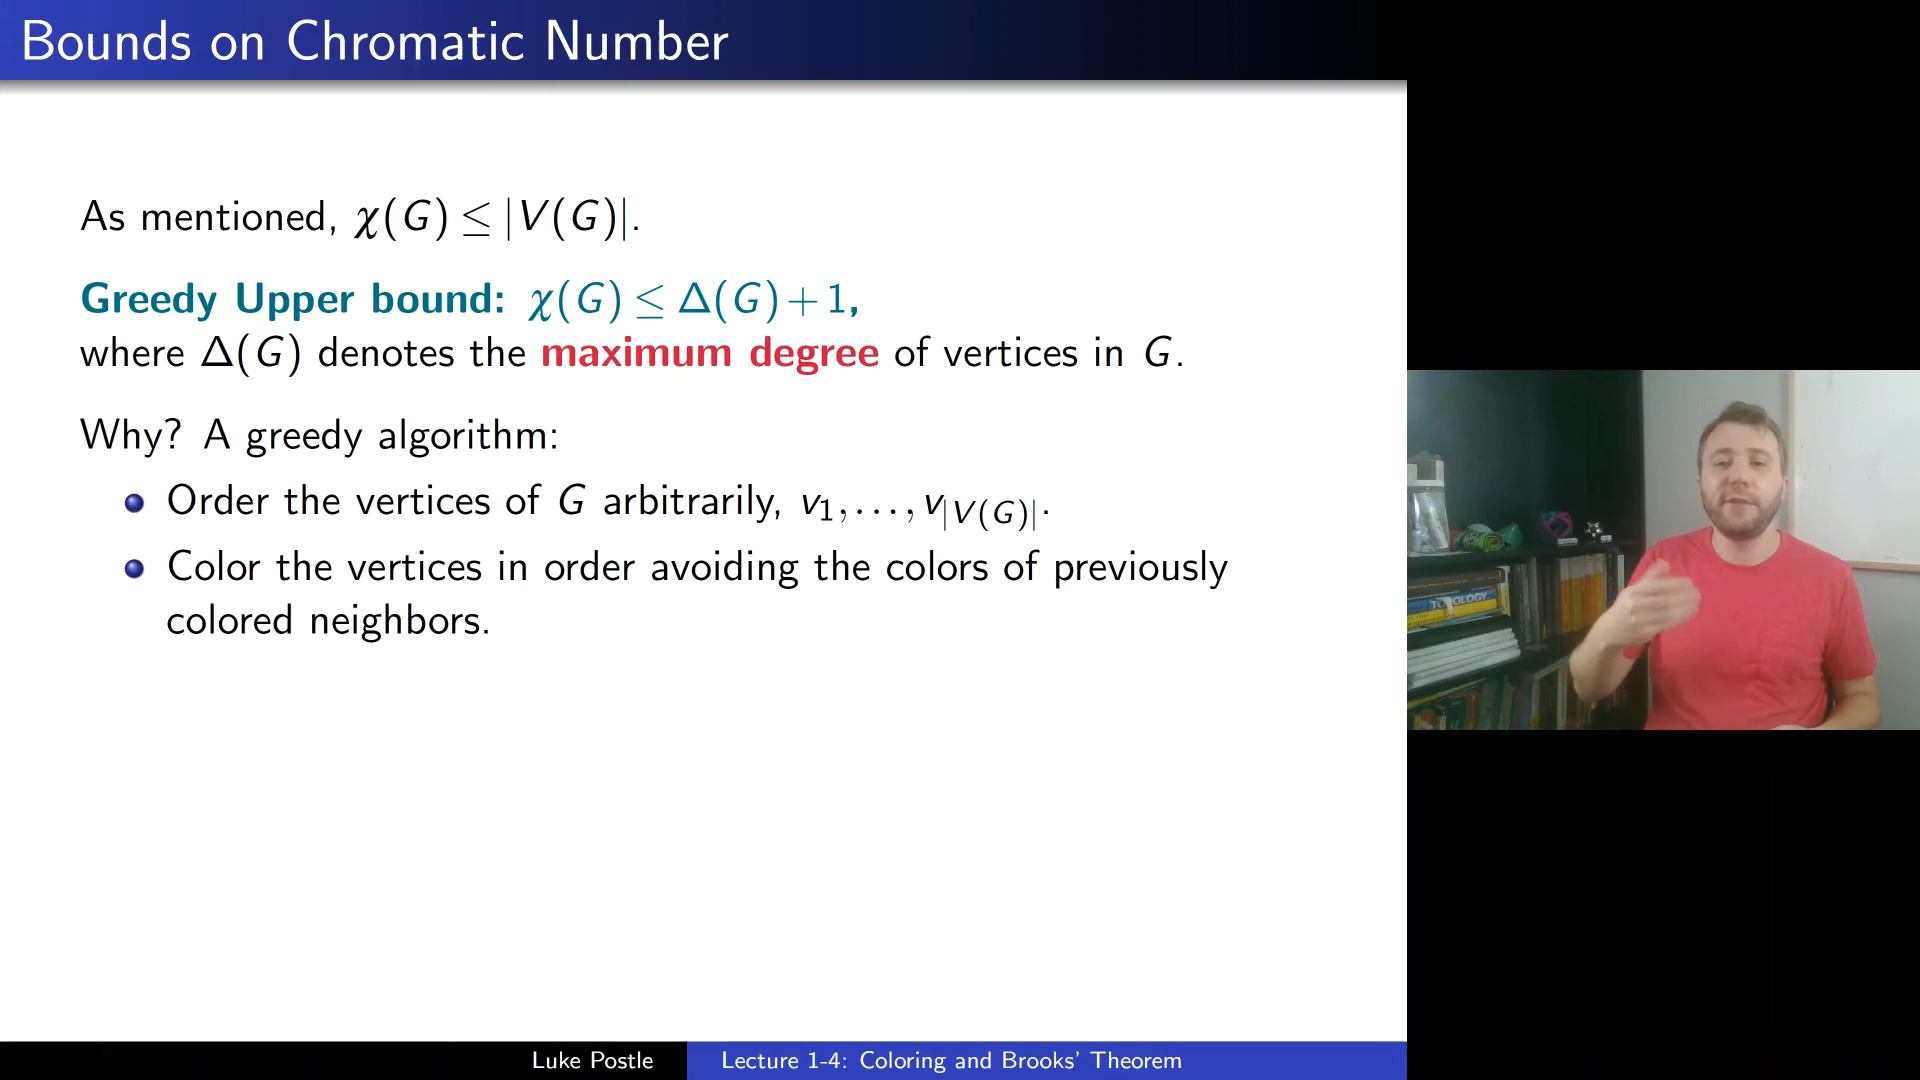 Bounds on Chromatic Number
As mentioned, χ(G) ≤ |V(G)|.
Greedy Upper bound: χ(G) ≤ Δ(G)+1,
where Δ(G) denotes the maximum degree of vertices in G.
Why? A greedy algorithm:
Order the vertices of G arbitrarily, v₁,…,v_|V(G)|.
Color the vertices in order avoiding the colors of previously
colored neighbors.
TOPOLOGY
Luke Postle
Lecture 1-4: Coloring and Brooks' Theorem